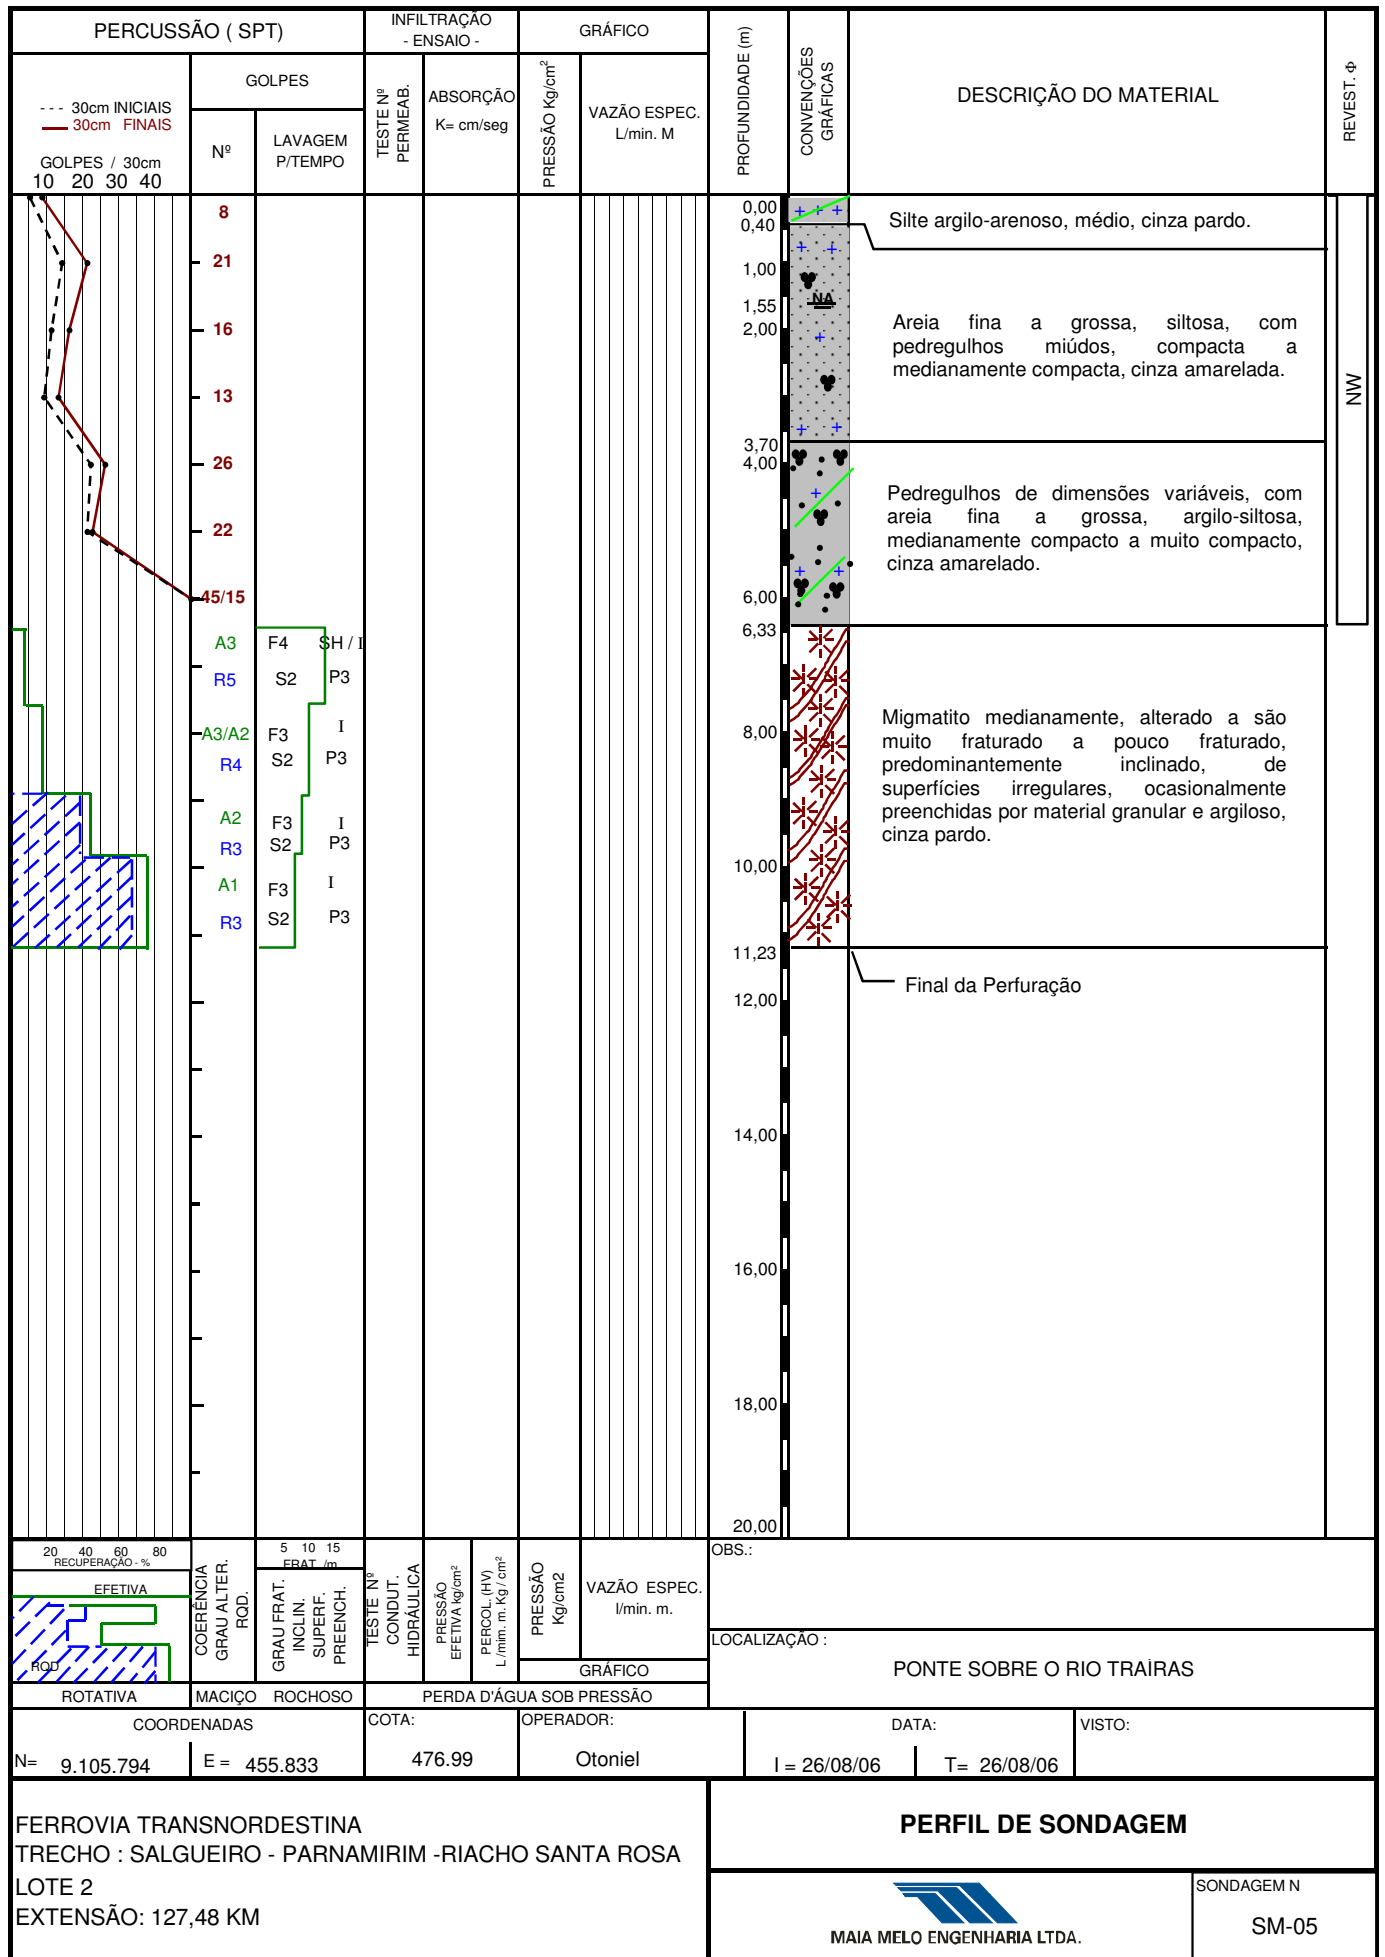 PERCUSSÃO ( SPT)
INFILTRAÇÃO
- ENSAIO -
GRÁFICO
PROFUNDIDADE (m)
CONVENÇÕES
GRÁFICAS
DESCRIÇÃO DO MATERIAL
REVEST. Φ
--- 30cm INICIAIS
30cm FINAIS
GOLPES / 30cm
10 20 30 40
GOLPES
Nº
LAVAGEM
P/TEMPO
TESTE Nº
PERMEAB.
ABSORÇÃO
K= cm/seg
PRESSÃO Kg/cm²
VAZÃO ESPEC.
L/min. M
8
21
16
13
26
22
45/15
A3 F4 SH / I
R5 S2 P3
A3/A2 F3 I
R4 S2 P3
A2 F3 I
R3 S2 P3
A1 F3 I
R3 S2 P3
0,00
0,40
1,00
1,55
2,00
3,70
4,00
6,00
6,33
8,00
10,00
11,23
12,00
14,00
16,00
18,00
20,00
NA
Silte argilo-arenoso, médio, cinza pardo.
Areia fina a grossa, siltosa, com
pedregulhos miúdos, compacta a
medianamente compacta, cinza amarelada.
Pedregulhos de dimensões variáveis, com
areia fina a grossa, argilo-siltosa,
medianamente compacto a muito compacto,
cinza amarelado.
Migmatito medianamente, alterado a são
muito fraturado a pouco fraturado,
predominantemente inclinado, de
superfícies irregulares, ocasionalmente
preenchidas por material granular e argiloso,
cinza pardo.
Final da Perfuração
NW
20 40 60 80
RECUPERAÇÃO - %
EFETIVA
RQD
ROTATIVA
COERÊNCIA
GRAU ALTER.
RQD.
5 10 15
FRAT. /m
GRAU FRAT.
INCLIN.
SUPERF.
PREENCH.
MACIÇO ROCHOSO
TESTE Nº
CONDUT.
HIDRÁULICA
PRESSÃO
EFETIVA kg/cm²
PERCOL. (HV)
L /mim. m. Kg / cm²
PRESSÃO
Kg/cm2
VAZÃO ESPEC.
l/min. m.
GRÁFICO
PERDA D'ÁGUA SOB PRESSÃO
OBS.:
LOCALIZAÇÃO :
PONTE SOBRE O RIO TRAÍRAS
COORDENADAS
N= 9.105.794
E = 455.833
COTA:
476.99
OPERADOR:
Otoniel
DATA:
I = 26/08/06
T= 26/08/06
VISTO:
FERROVIA TRANSNORDESTINA
TRECHO : SALGUEIRO - PARNAMIRIM -RIACHO SANTA ROSA
LOTE 2
EXTENSÃO: 127,48 KM
PERFIL DE SONDAGEM
MAIA MELO ENGENHARIA LTDA.
SONDAGEM N
SM-05